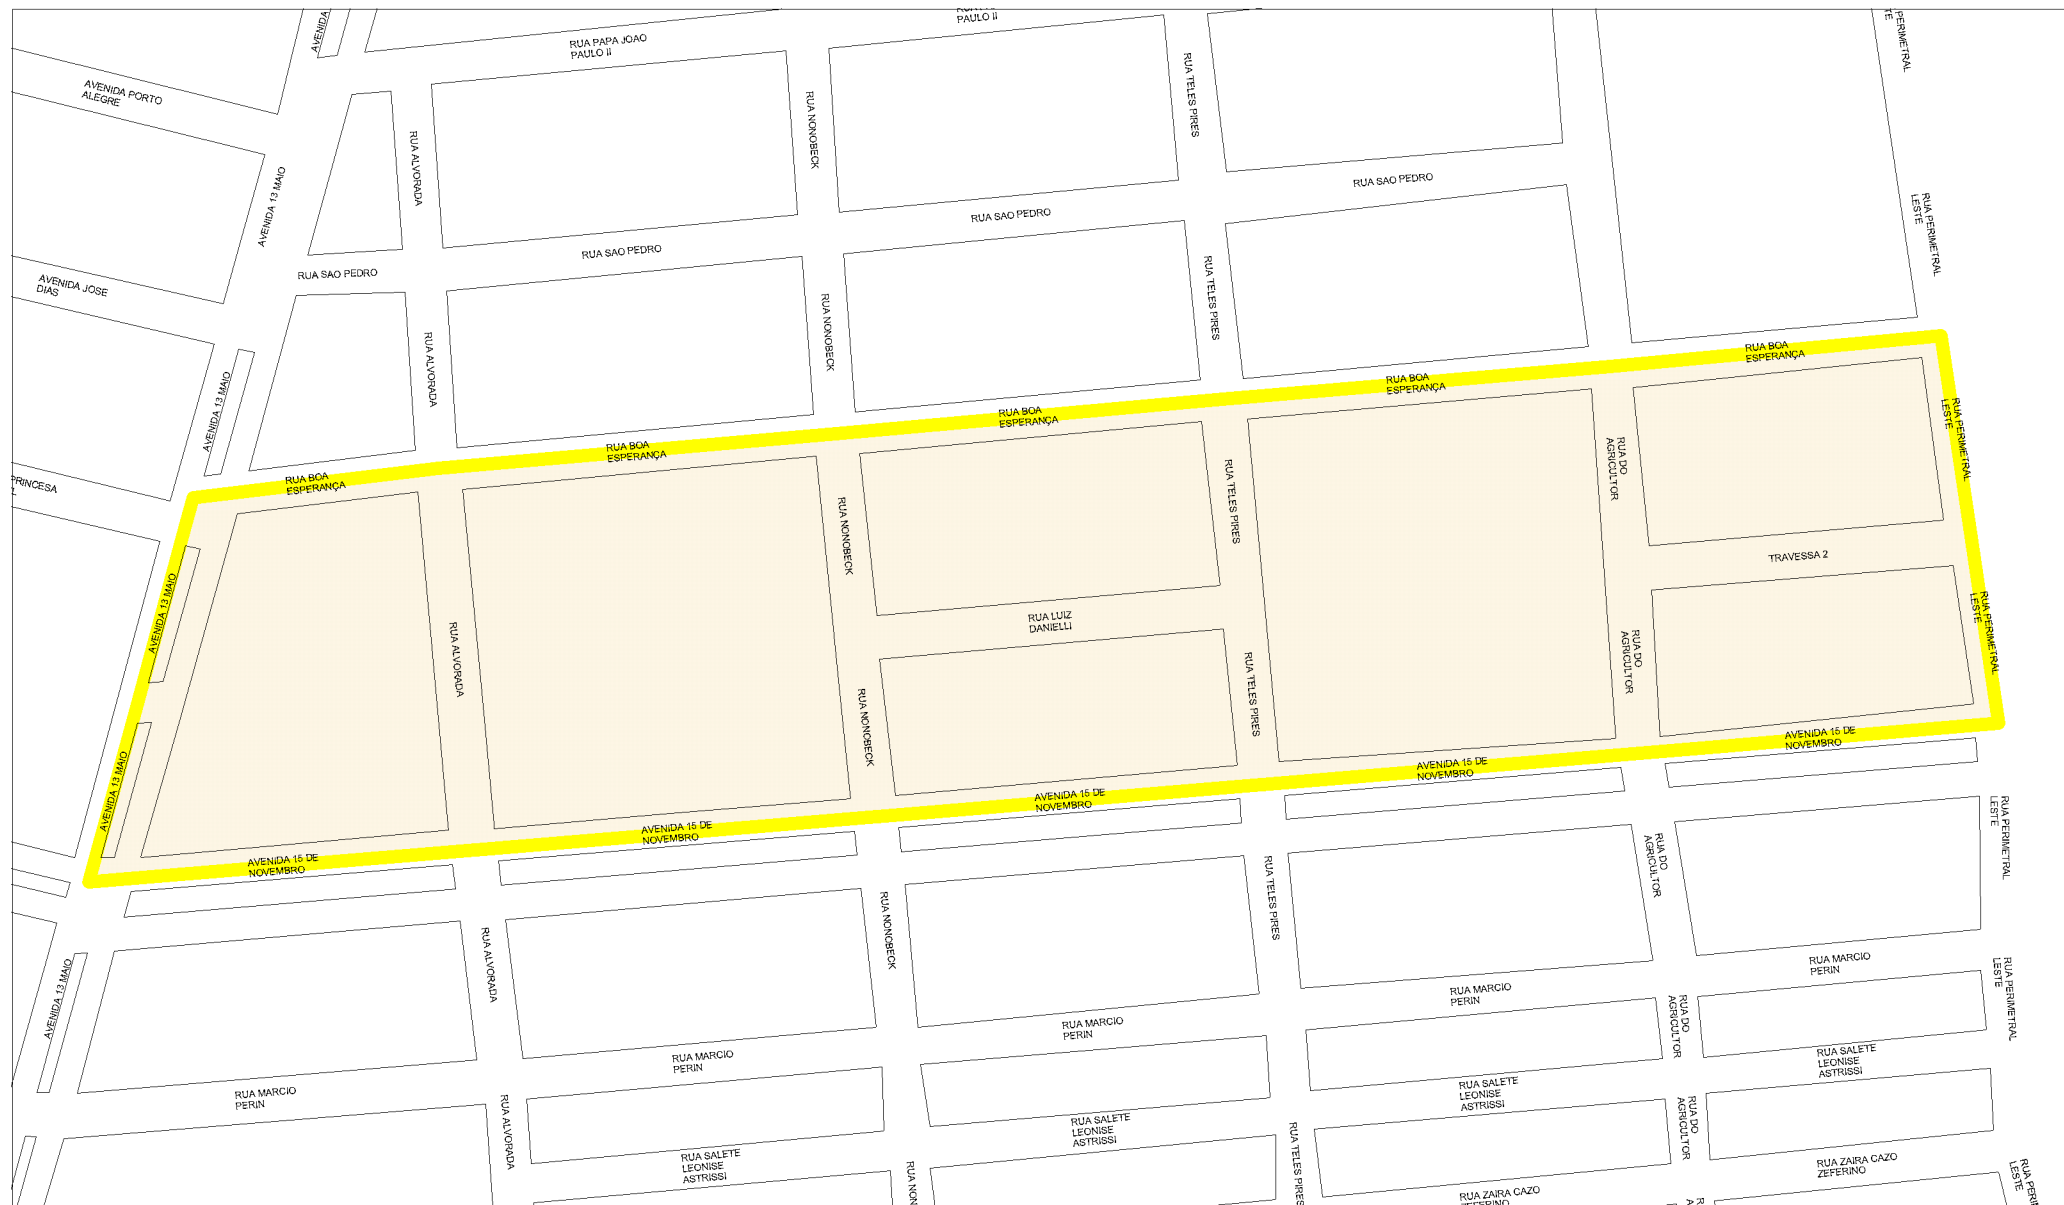 PAULO II
RUA PAPA JOAO
PAULO II
AVENIDA
PERIMETRAL
TE
AVENIDA PORTO
ALEGRE
RUA TELES PIRES
RUA NONOBECK
RUA ALVORADA
AVENIDA 13 MAIO
RUA SAO PEDRO
RUA SAO PEDRO
RUA SAO PEDRO
RUA SAO PEDRO
RUA PERIMETRAL
LESTE
AVENIDA JOSE
DIAS
RUA TELES PIRES
RUA NONOBECK
RUA ALVORADA
AVENIDA 13 MAIO
RUA BOA
ESPERANÇA
RUA BOA
ESPERANÇA
RUA BOA
ESPERANÇA
RUA BOA
ESPERANÇA
RUA BOA
ESPERANÇA
PRINCESA
RUA PERIMETRAL
LESTE
RUA DO
AGRICULTOR
RUA TELES PIRES
RUA NONOBECK
AVENIDA 13 MAIO
TRAVESSA 2
RUA LUIZ
DANIELLI
RUA ALVORADA
RUA PERIMETRAL
LESTE
RUA DO
AGRICULTOR
RUA TELES PIRES
RUA NONOBECK
AVENIDA 13 MAIO
AVENIDA 15 DE
NOVEMBRO
AVENIDA 15 DE
NOVEMBRO
AVENIDA 15 DE
NOVEMBRO
AVENIDA 15 DE
NOVEMBRO
AVENIDA 15 DE
NOVEMBRO
RUA PERIMETRAL
LESTE
RUA DO
AGRICULTOR
RUA TELES PIRES
RUA NONOBECK
RUA ALVORADA
AVENIDA 13 MAIO
RUA MARCIO
PERIN
RUA MARCIO
PERIN
RUA MARCIO
PERIN
RUA MARCIO
PERIN
RUA MARCIO
PERIN
RUA PERIMETRAL
LESTE
RUA DO
AGRICULTOR
RUA SALETE
LEONISE
ASTRISSI
RUA SALETE
LEONISE
ASTRISSI
RUA SALETE
LEONISE
ASTRISSI
RUA SALETE
LEONISE
ASTRISSI
RUA ALVORADA
RUA DO
AGRICULTOR
RUA TELES PIRES
RUA NON
RUA ZAIRA CAZO
ZEFERINO
RUA ZAIRA CAZO
ZEFERINO
RUA PERI
LESTE